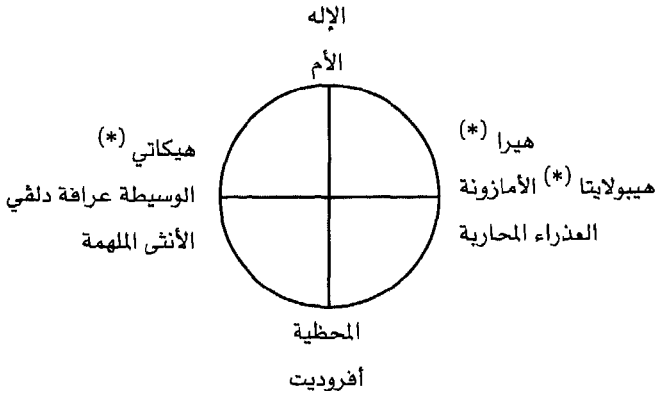 الإله
الأم
هيرا (*)
هيبولايتا (*) الأمازونة
العذراء المحاربة
هيكاتي (*)
الوسيطة عرافة دلفي
الأنثى الملهمة
المحظية
أفروديت